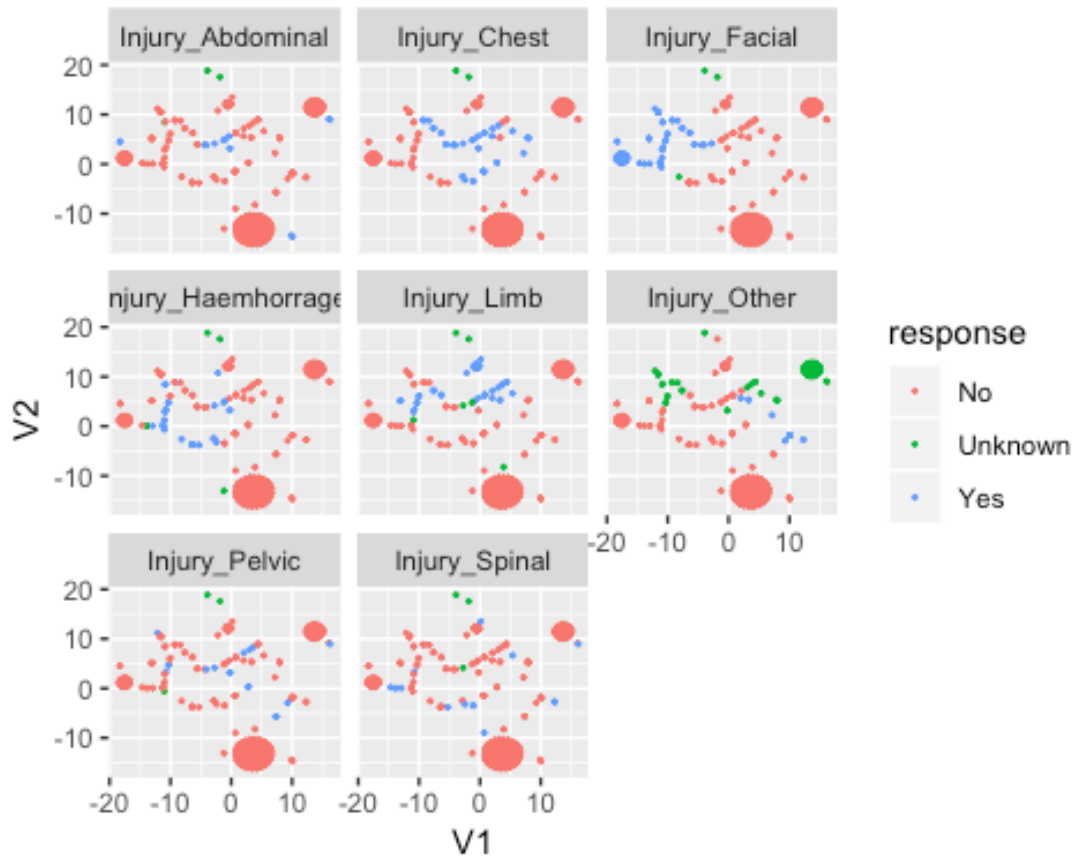 Injury_Abdominal Injury_Chest Injury_Facial
20
10
0
-10
njury_Haemhorrage Injury_Limb Injury_Other
20
10
0
-10
-20 -10 0 10
Injury_Pelvic Injury_Spinal
20
10
0
-10
-20 -10 0 10 -20 -10 0 10
V1
V2
response
No
Unknown
Yes